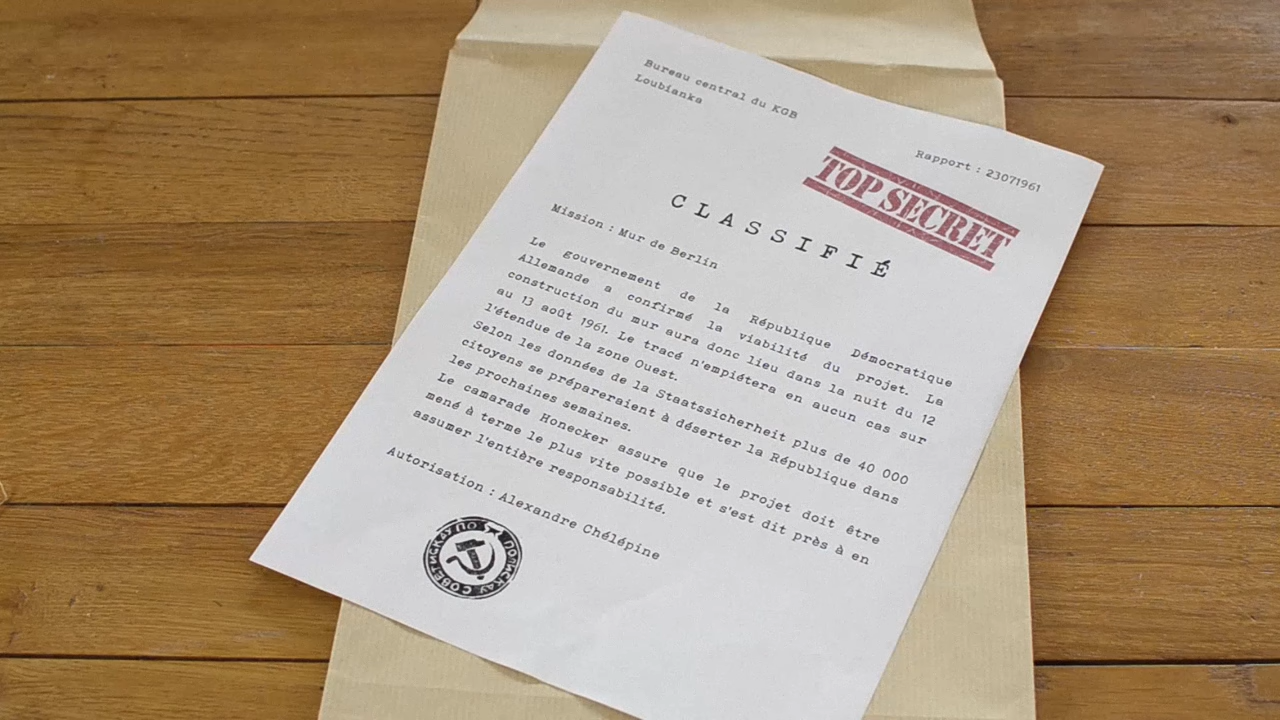 Bureau central du KGB
Loubianka
Rapport : 23071961
TOP SECRET
CLASSIFIÉ
Mission : Mur de Berlin
Le gouvernement de la République Démocratique
Allemande a confirmé la viabilité du projet. La
construction du mur aura donc lieu dans la nuit du 12
au 13 août 1961. Le tracé n'empiétera en aucun cas sur
l'étendue de la zone Ouest.
Selon les données de la Staatssicherheit plus de 40 000
citoyens se prépareraient à déserter la République dans
les prochaines semaines.
Le camarade Honecker assure que le projet doit être
mené à terme le plus vite possible et s'est dit près à en
assumer l'entière responsabilité.
Autorisation : Alexandre Chélépine